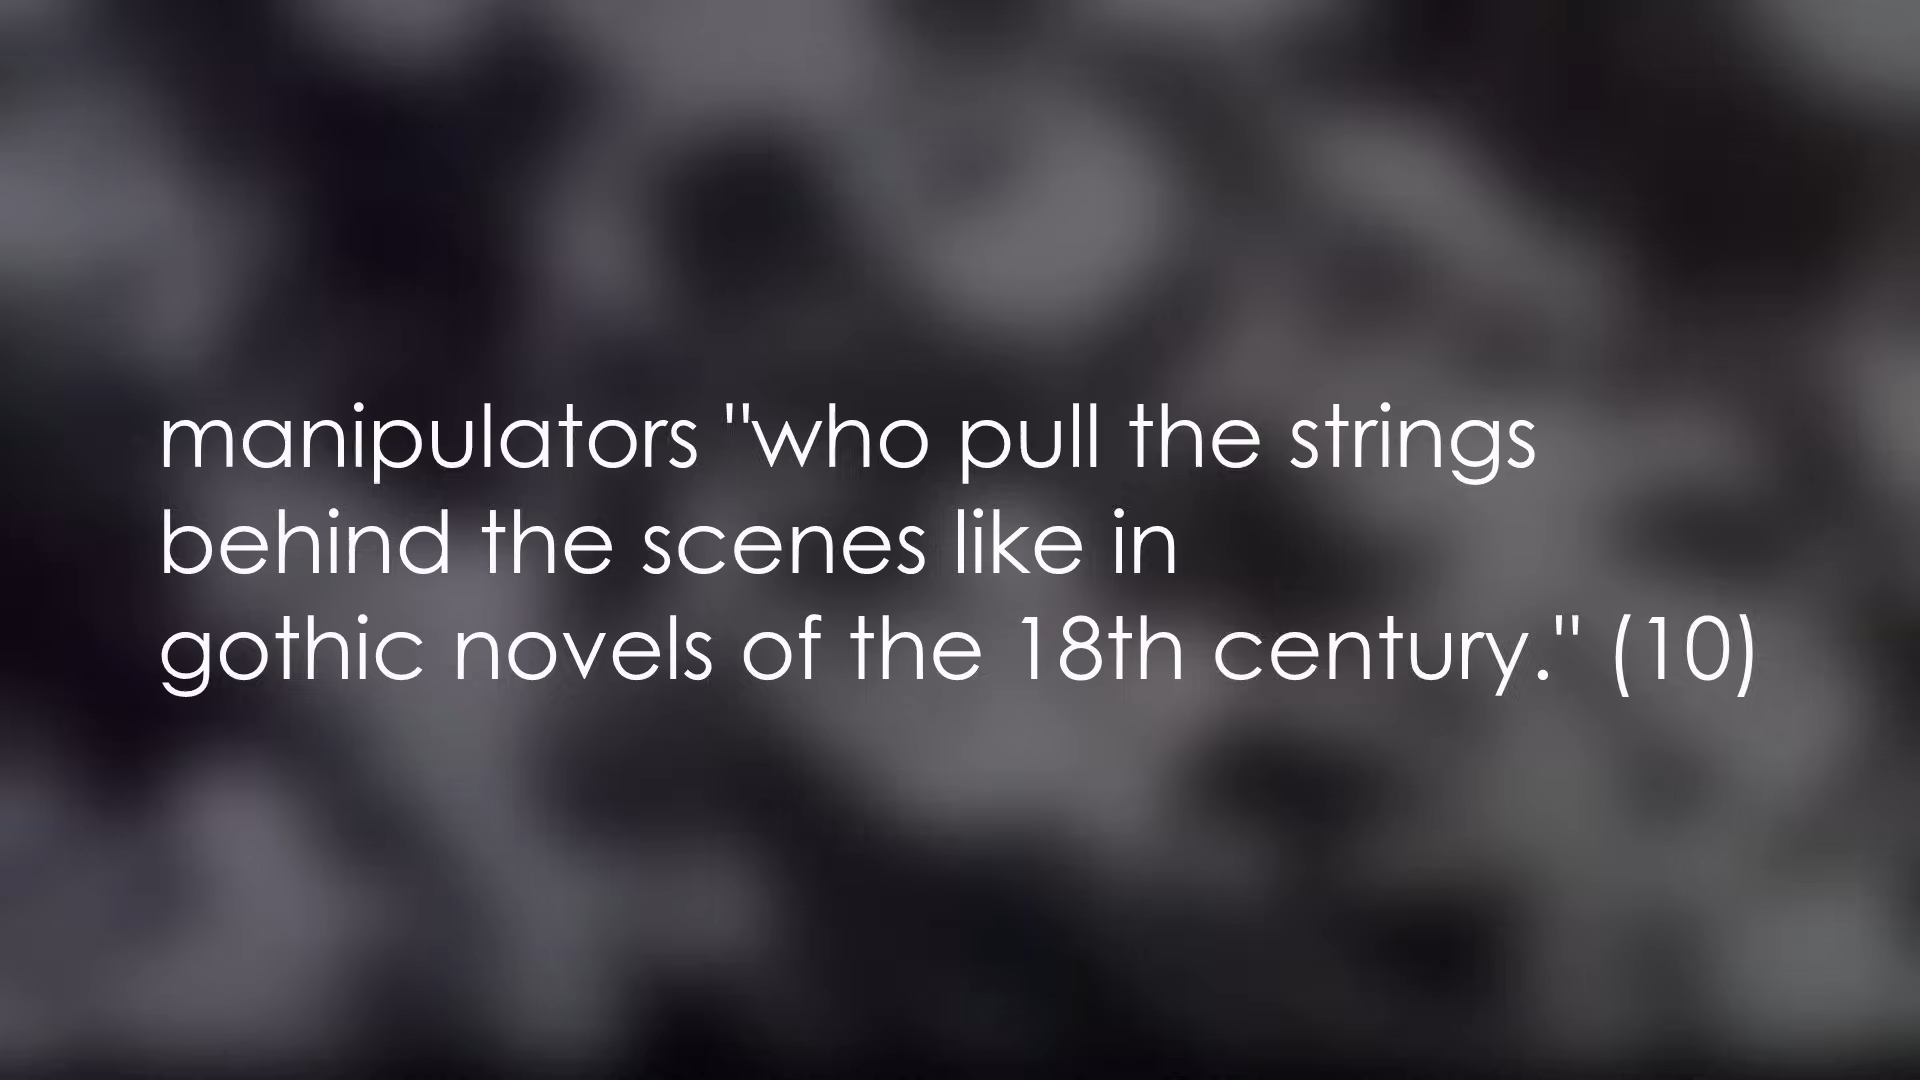 manipulators "who pull the strings
behind the scenes like in
gothic novels of the 18th century." (10)